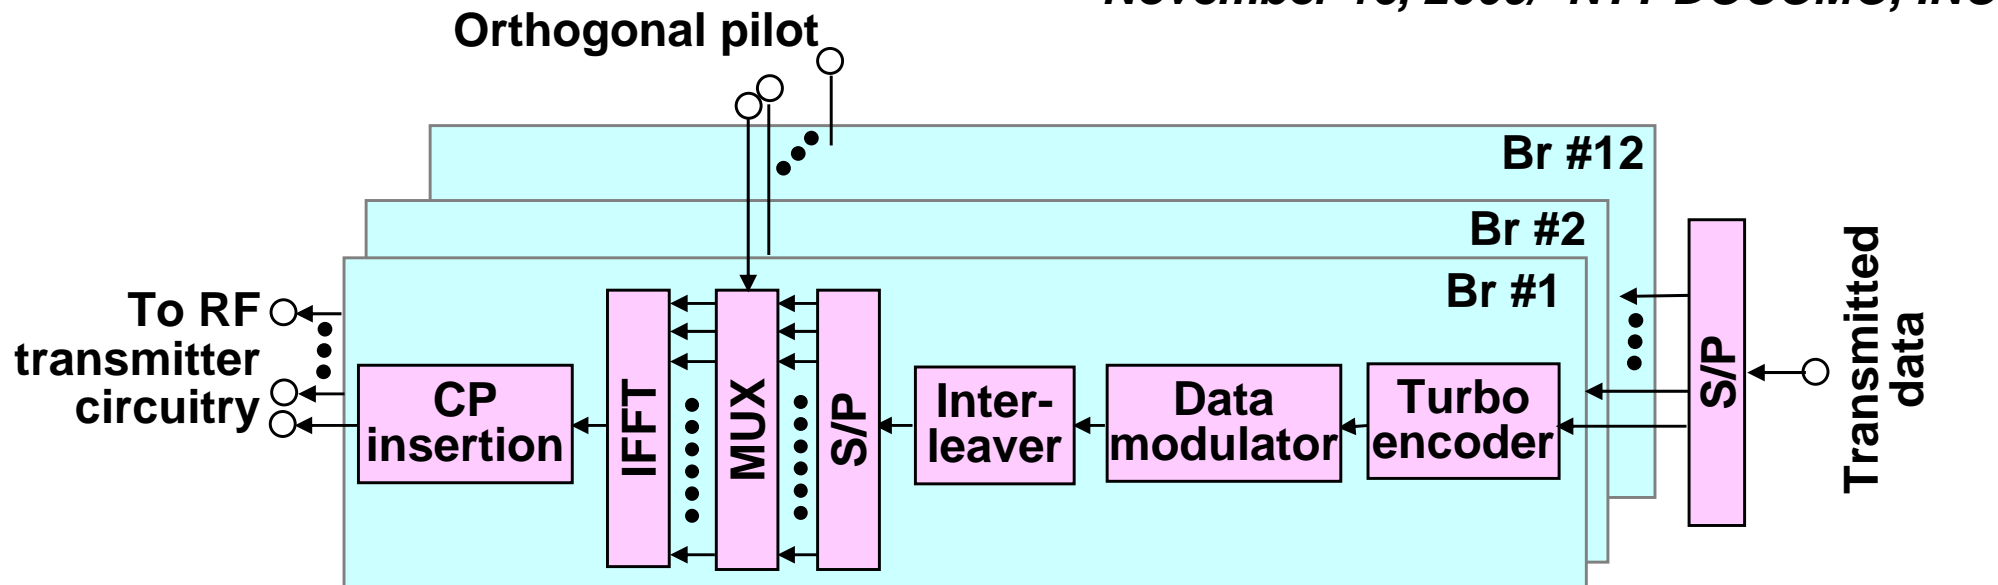 Orthogonal pilot
Br #12
Br #2
Br #1
To RF
transmitter
circuitry
CP
insertion
IFFT
MUX
S/P
Inter-
leaver
Data
modulator
Turbo
encoder
S/P
Transmitted
data